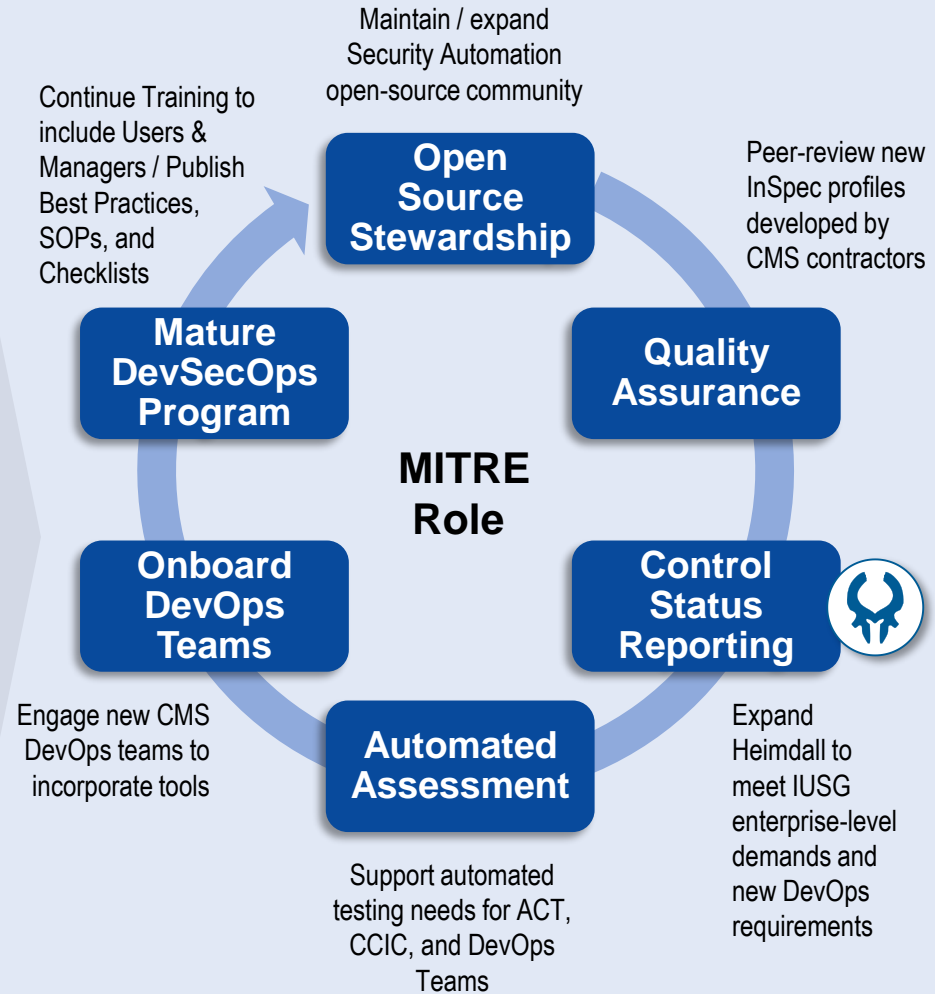 Maintain / expand
Security Automation
open-source community
Open
Source
Stewardship
Peer-review new
InSpec profiles
developed by
CMS contractors
Quality
Assurance
Control
Status
Reporting
Expand
Heimdall to
meet IUSG
enterprise-level
demands and
new DevOps
requirements
Automated
Assessment
Support automated
testing needs for ACT,
CCIC, and DevOps
Teams
Onboard
DevOps
Teams
Engage new CMS
DevOps teams to
incorporate tools
Mature
DevSecOps
Program
Continue Training to
include Users &
Managers / Publish
Best Practices,
SOPs, and
Checklists
MITRE
Role